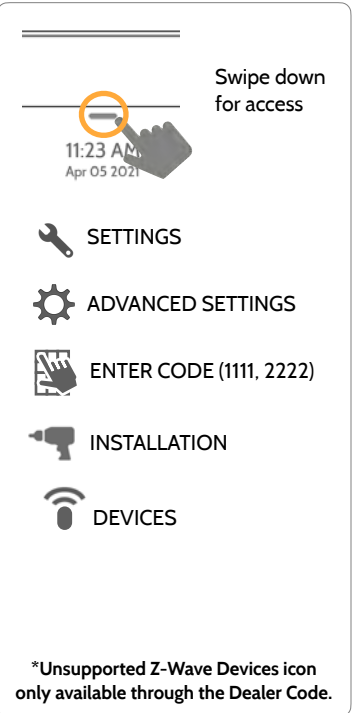 Swipe down
for access
11:23 AM
Apr 05 2021
SETTINGS
ADVANCED SETTINGS
ENTER CODE (1111, 2222)
INSTALLATION
DEVICES
*Unsupported Z-Wave Devices icon
only available through the Dealer Code.